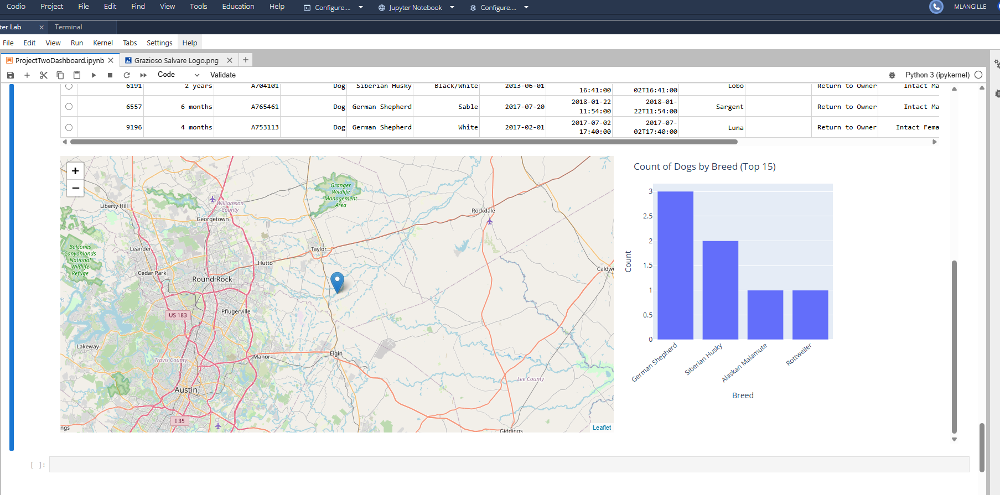 Codio Project File Edit Find View Tools Education Help Configure.... Jupyter Notebook Configure.... MLANGILLE
ter Lab Terminal
File Edit View Run Kernel Tabs Settings Help
ProjectTwoDashboard.ipynb Grazioso Salvare Logo.png
Code Validate Python 3 (ipykernel)
6191 2 years A704101 Dog Siberian Husky Black/White 2013-06-01 16:41:00 02T16:41:00 Lobo Return to Owner Intact Ma
6557 6 months A765461 Dog German Shepherd Sable 2017-07-20 2018-01-22 11:54:00 2018-01-22T11:54:00 Sargent Return to Owner Intact Ma
9196 4 months A753113 Dog German Shepherd White 2017-02-01 2017-07-02 17:40:00 2017-07-02T17:40:00 Luna Return to Owner Intact Fema
+
−
Granger
Wildlife
Management
Area
Williamson
County
Liberty Hill
Georgetown
Rockdale
Balcones
Canyonlands
National
Wildlife
Refuge
Leander
Taylor
Hutto
Cedar Park
Round Rock
Caldwe
US 183
Pflugerville
Lakeway
Travis County
Manor
Elgin
Lee County
Austin
I 35
ngs
Giddings
Leaflet
Count of Dogs by Breed (Top 15)
3
2.5
2
1.5
1
0.5
0
Count
German Shepherd
Siberian Husky
Alaskan Malamute
Rottweiler
Breed
[ ]: